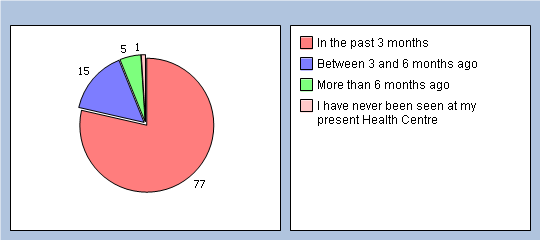 5
1
15
77
In the past 3 months
Between 3 and 6 months ago
More than 6 months ago
I have never been seen at my
present Health Centre